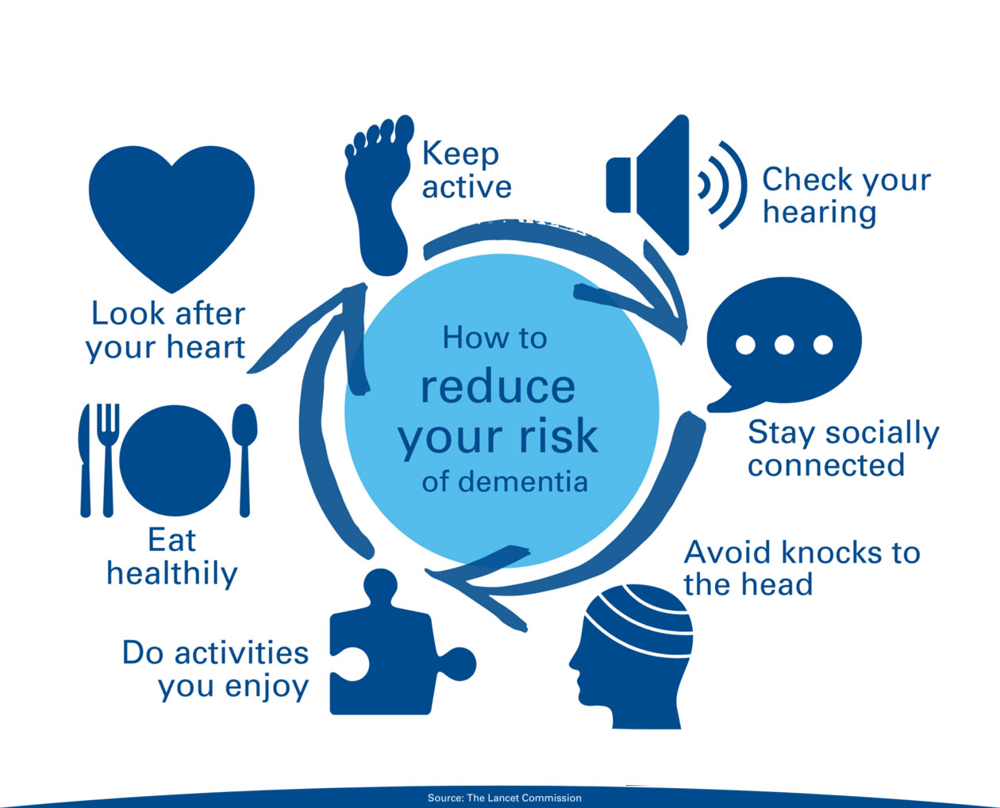 Keep
active
Check your
hearing
Look after
your heart
How to
reduce
your risk
of dementia
Stay socially
connected
Eat
healthily
Avoid knocks to
the head
Do activities
you enjoy
Source: The Lancet Commission